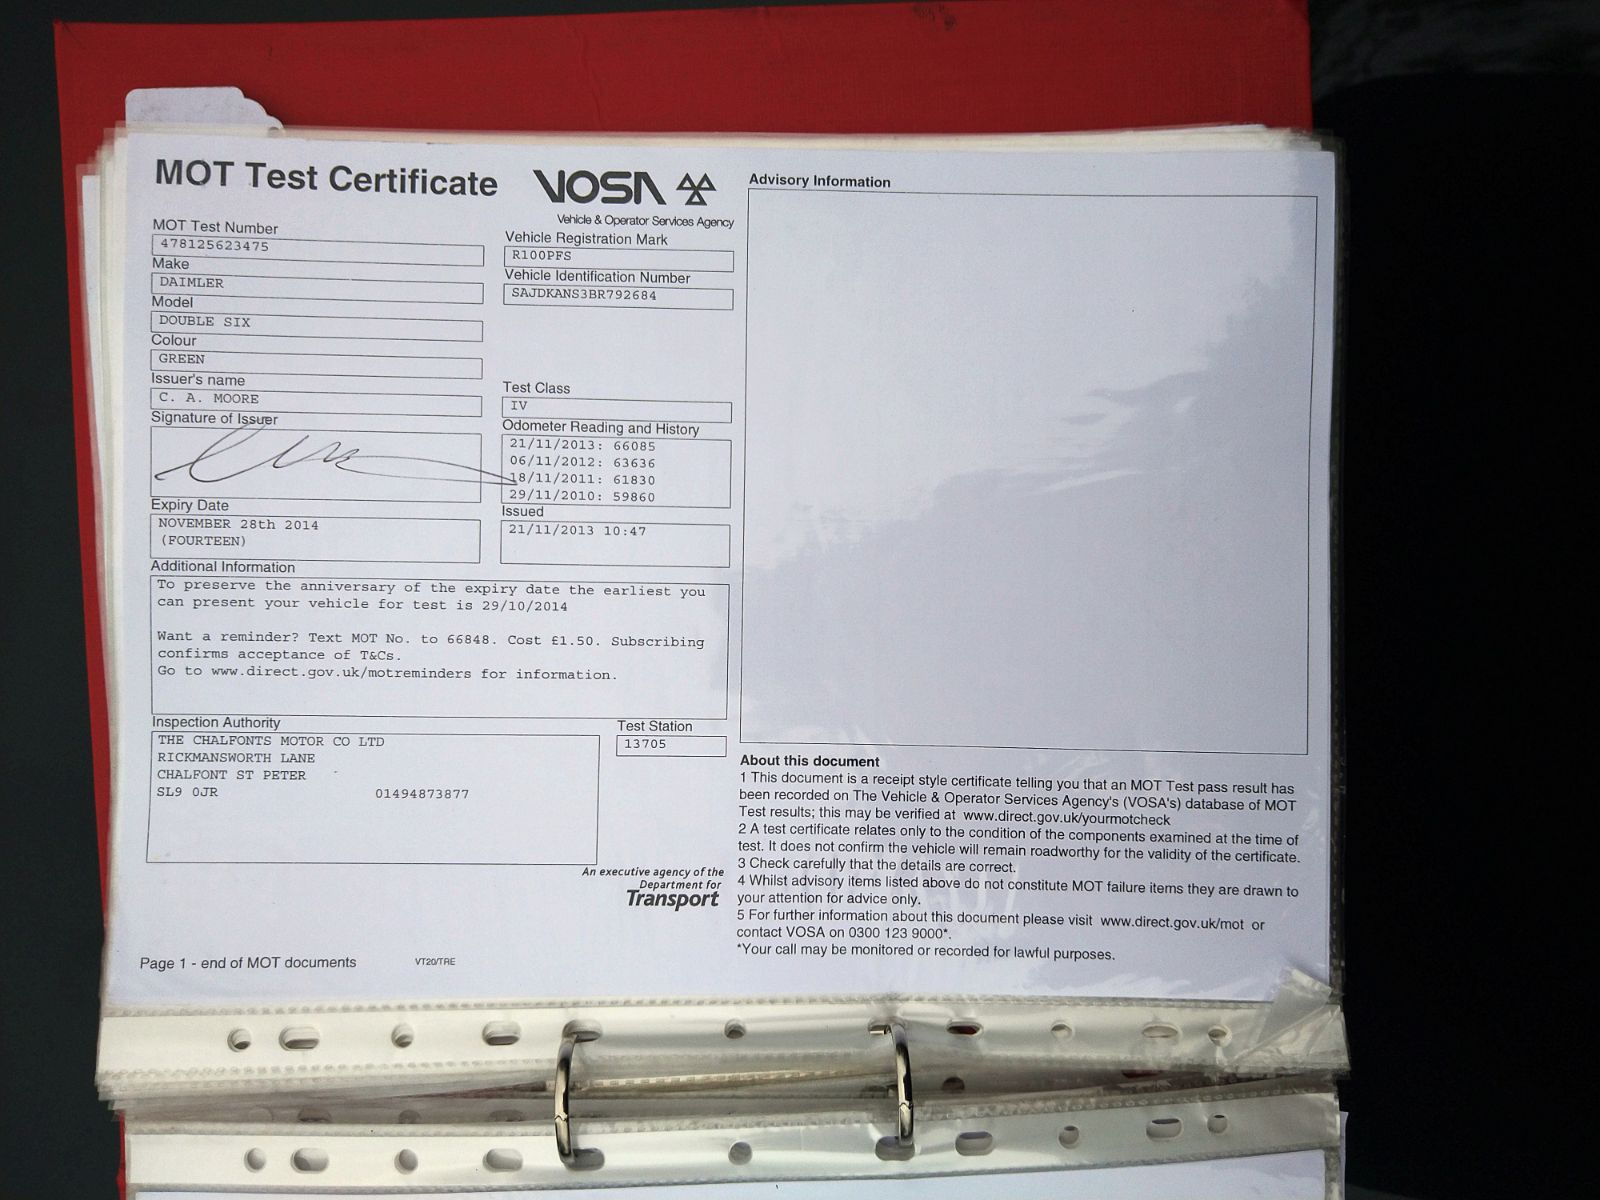 MOT Test Certificate
VOSA
Vehicle & Operator Services Agency
MOT Test Number
478125623475
Make
DAIMLER
Model
DOUBLE SIX
Colour
GREEN
Issuer's name
C. A. MOORE
Signature of Issuer
Expiry Date
NOVEMBER 28th 2014
(FOURTEEN)
Vehicle Registration Mark
R100PFS
Vehicle Identification Number
SAJDKANS3BR792684
Test Class
IV
Odometer Reading and History
21/11/2013: 66085
06/11/2012: 63636
18/11/2011: 61830
29/11/2010: 59860
Issued
21/11/2013 10:47
Additional Information
To preserve the anniversary of the expiry date the earliest you
can present your vehicle for test is 29/10/2014
Want a reminder? Text MOT No. to 66848. Cost £1.50. Subscribing
confirms acceptance of T&Cs.
Go to www.direct.gov.uk/motreminders for information.
Inspection Authority
THE CHALFONTS MOTOR CO LTD
RICKMANSWORTH LANE
CHALFONT ST PETER
SL9 0JR 01494873877
Test Station
13705
An executive agency of the
Department for
Transport
Page 1 - end of MOT documents VT20/TRE
Advisory Information
About this document
1 This document is a receipt style certificate telling you that an MOT Test pass result has
been recorded on The Vehicle & Operator Services Agency's (VOSA's) database of MOT
Test results; this may be verified at www.direct.gov.uk/yourmotcheck
2 A test certificate relates only to the condition of the components examined at the time of
test. It does not confirm the vehicle will remain roadworthy for the validity of the certificate.
3 Check carefully that the details are correct.
4 Whilst advisory items listed above do not constitute MOT failure items they are drawn to
your attention for advice only.
5 For further information about this document please visit www.direct.gov.uk/mot or
contact VOSA on 0300 123 9000*.
*Your call may be monitored or recorded for lawful purposes.